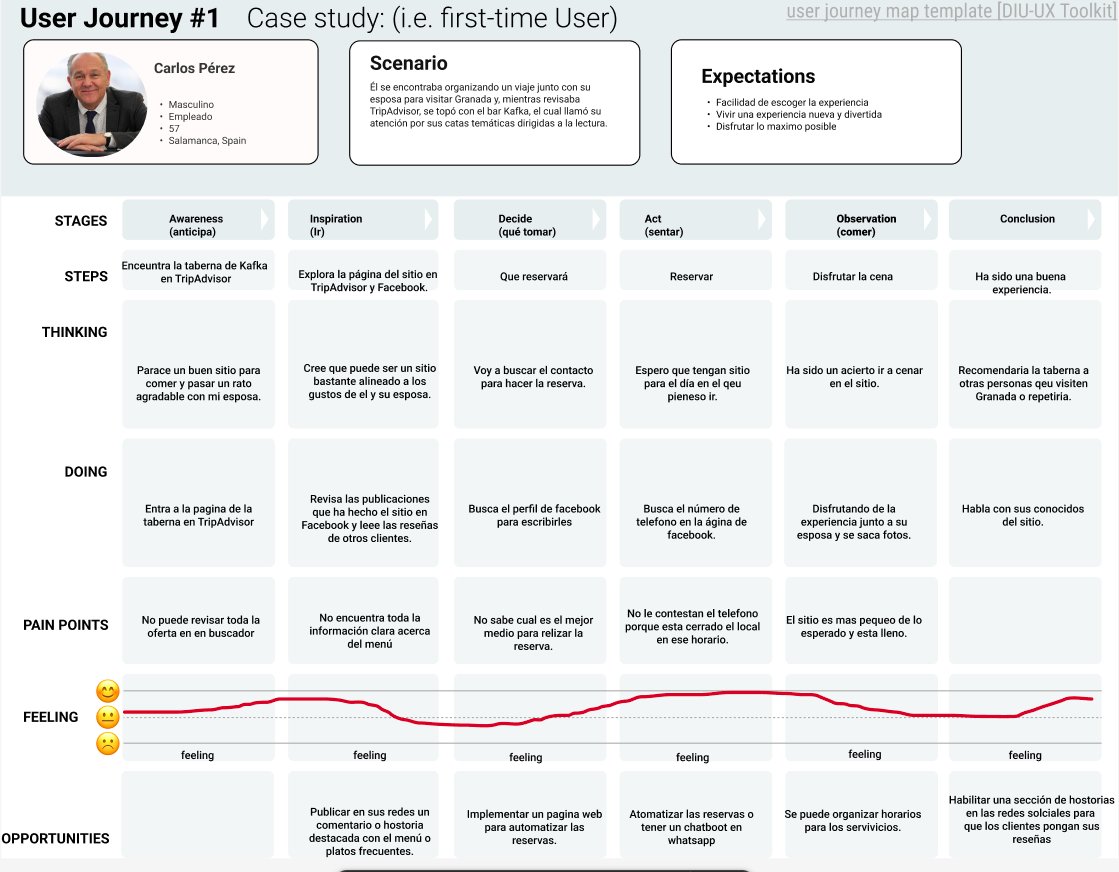 User Journey #1 Case study: (i.e. first-time User)
user journey map template [DIU-UX Toolkit]
Carlos Pérez
• Masculino
• Empleado
• 57
• Salamanca, Spain
Scenario
Él se encontraba organizando un viaje junto con su
esposa para visitar Granada y, mientras revisaba
TripAdvisor, se topó con el bar Kafka, el cual llamó su
atención por sus catas temáticas dirigidas a la lectura.
Expectations
• Facilidad de escoger la experiencia
• Vivir una experiencia nueva y divertida
• Disfrutar lo maximo posible
STAGES
Awareness
(anticipa)
Inspiration
(Ir)
Decide
(qué tomar)
Act
(sentar)
Observation
(comer)
Conclusion
STEPS
Enceuntra la taberna de Kafka
en TripAdvisor
Explora la página del sitio en
TripAdvisor y Facebook.
Que reservará
Reservar
Disfrutar la cena
Ha sido una buena
experiencia.
THINKING
Parace un buen sitio para
comer y pasar un rato
agradable con mi esposa.
Cree que puede ser un sitio
bastante alineado a los
gustos de el y su esposa.
Voy a buscar el contacto
para hacer la reserva.
Espero que tengan sitio
para el día en el qeu
pieneso ir.
Ha sido un acierto ir a cenar
en el sitio.
Recomendaria la taberna a
otras personas qeu visiten
Granada o repetiria.
DOING
Entra a la pagina de la
taberna en TripAdvisor
Revisa las publicaciones
que ha hecho el sitio en
Facebook y leee las reseñas
de otros clientes.
Busca el perfil de facebook
para escribirles
Busca el número de
telefono en la ágina de
facebook.
Disfrutando de la
experiencia junto a su
esposa y se saca fotos.
Habla con sus conocidos
del sitio.
PAIN POINTS
No puede revisar toda la
oferta en en buscador
No encuentra toda la
información clara acerca
del menú
No sabe cual es el mejor
medio para relizar la
reserva.
No le contestan el telefono
porque esta cerrado el local
en ese horario.
El sitio es mas pequeo de lo
esperado y esta lleno.
FEELING
feeling
feeling
feeling
feeling
feeling
feeling
OPPORTUNITIES
Publicar en sus redes un
comentario o hostoria
destacada con el menú o
platos frecuentes.
Implementar un pagina web
para automatizar las
reservas.
Atomatizar las reservas o
tener un chatboot en
whatsapp
Se puede organizar horarios
para los servivicios.
Habilitar una sección de hostorias
en las redes solciales para
que los clientes pongan sus
reseñas